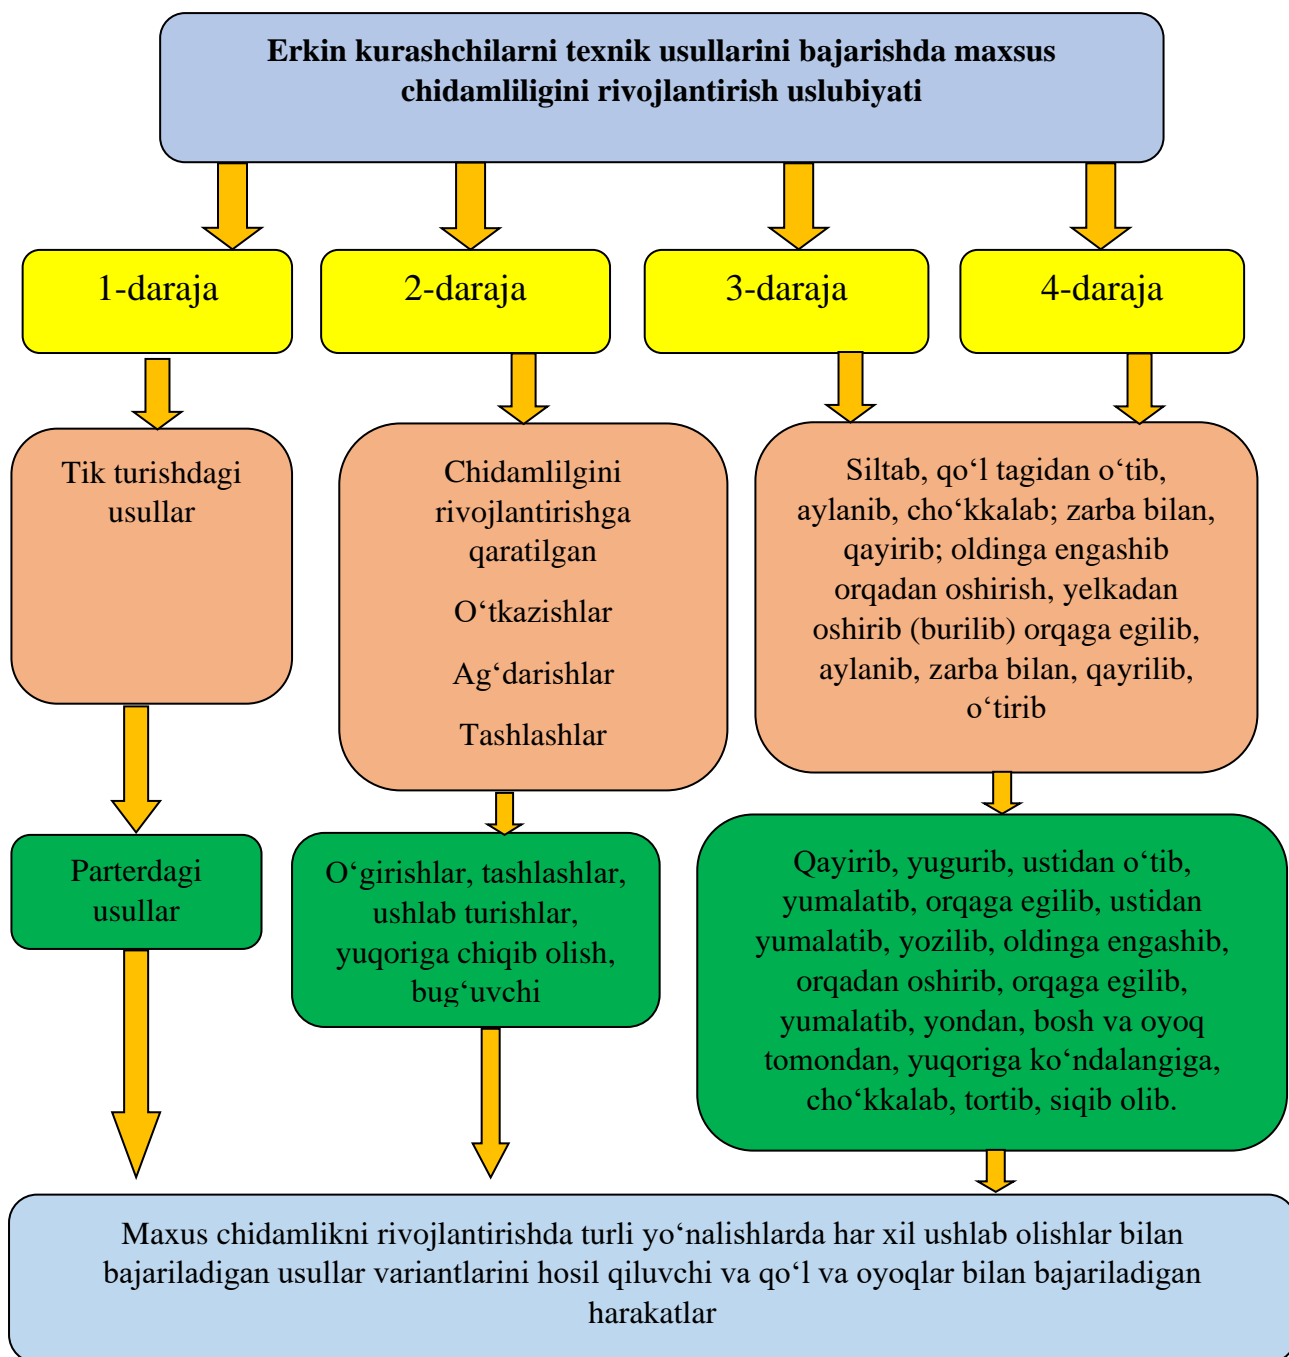 Erkin kurashchilarni texnik usullarini bajarishda maxsus
chidamliligini rivojlantirish uslubiyati
1-daraja
2-daraja
3-daraja
4-daraja
Tik turishdagi
usullar
Chidamlilgini
rivojlantirishga
qaratilgan
O‘tkazishlar
Ag‘darishlar
Tashlashlar
Siltab, qo‘l tagidan o‘tib,
aylanib, cho‘kkalab; zarba bilan,
qayirib; oldinga engashib
orqadan oshirish, yelkadan
oshirib (burilib) orqaga egilib,
aylanib, zarba bilan, qayrilib,
o‘tirib
Parterdagi
usullar
O‘girishlar, tashlashlar,
ushlab turishlar,
yuqoriga chiqib olish,
bug‘uvchi
Qayirib, yugurib, ustidan o‘tib,
yumalatib, orqaga egilib, ustidan
yumalatib, yozilib, oldinga engashib,
orqadan oshirib, orqaga egilib,
yumalatib, yondan, bosh va oyoq
tomondan, yuqoriga ko‘ndalangiga,
cho‘kkalab, tortib, siqib olib.
Maxus chidamlikni rivojlantirishda turli yo‘nalishlarda har xil ushlab olishlar bilan
bajariladigan usullar variantlarini hosil qiluvchi va qo‘l va oyoqlar bilan bajariladigan
harakatlar